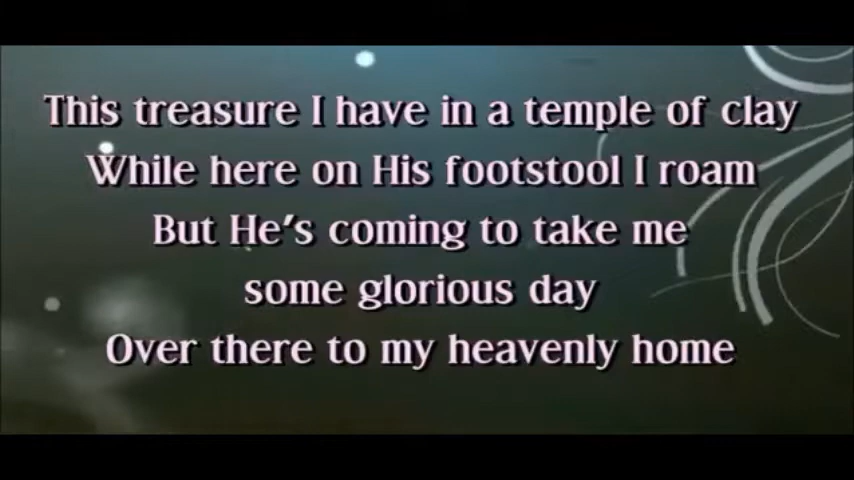 This treasure I have in a temple of clay
While here on His footstool I roam
But He's coming to take me
some glorious day
Over there to my heavenly home